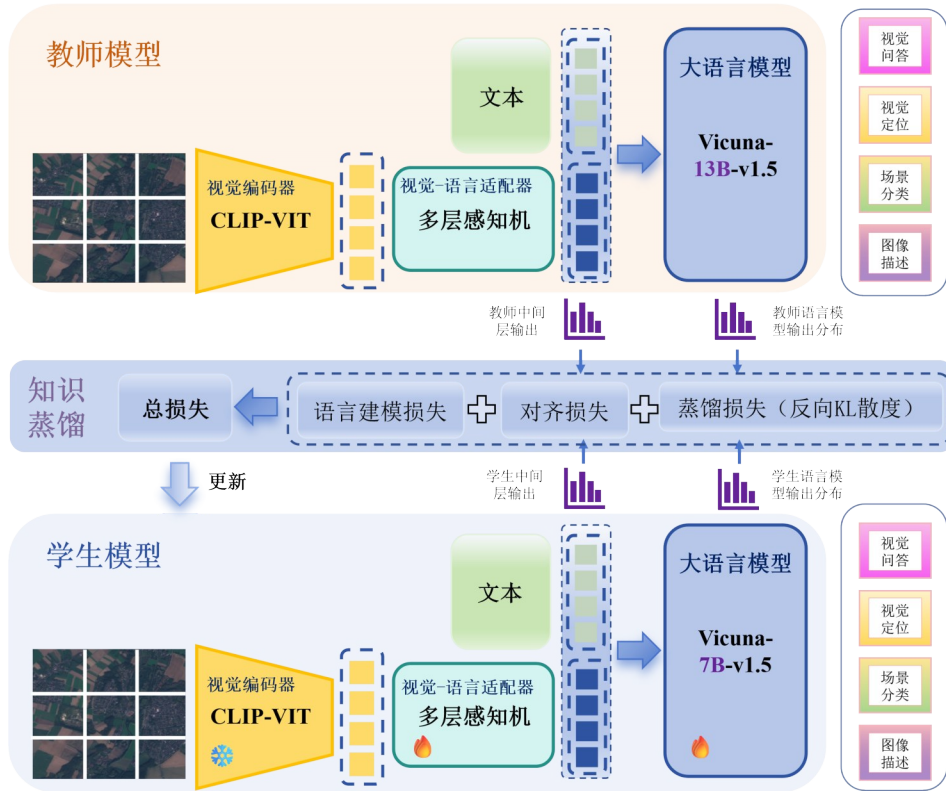 教师模型
视觉编码器
CLIP-VIT
文本
视觉-语言适配器
多层感知机
大语言模型
Vicuna-
13B-v1.5
视觉
问答
视觉
定位
场景
分类
图像
描述
教师中间
层输出
教师语言模
型输出分布
知识
蒸馏
总损失
语言建模损失
对齐损失
蒸馏损失（反向KL散度）
更新
学生中间
层输出
学生语言模
型输出分布
学生模型
视觉编码器
CLIP-VIT
文本
视觉-语言适配器
多层感知机
大语言模型
Vicuna-
7B-v1.5
视觉
问答
视觉
定位
场景
分类
图像
描述